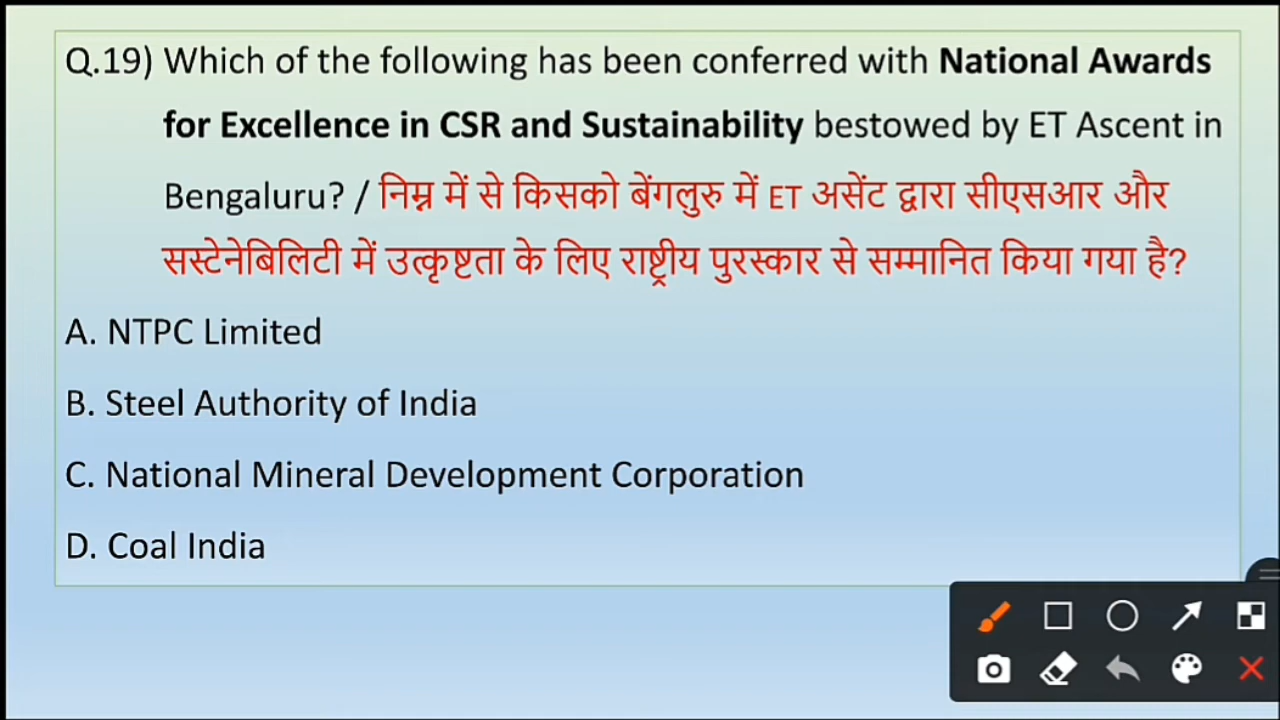 Q.19) Which of the following has been conferred with National Awards
for Excellence in CSR and Sustainability bestowed by ET Ascent in
Bengaluru? / निम्न में से किसको बेंगलुरु में ET असेंट द्वारा सीएसआर और
सस्टेनेबिलिटी में उत्कृष्टता के लिए राष्ट्रीय पुरस्कार से सम्मानित किया गया है?
A. NTPC Limited
B. Steel Authority of India
C. National Mineral Development Corporation
D. Coal India